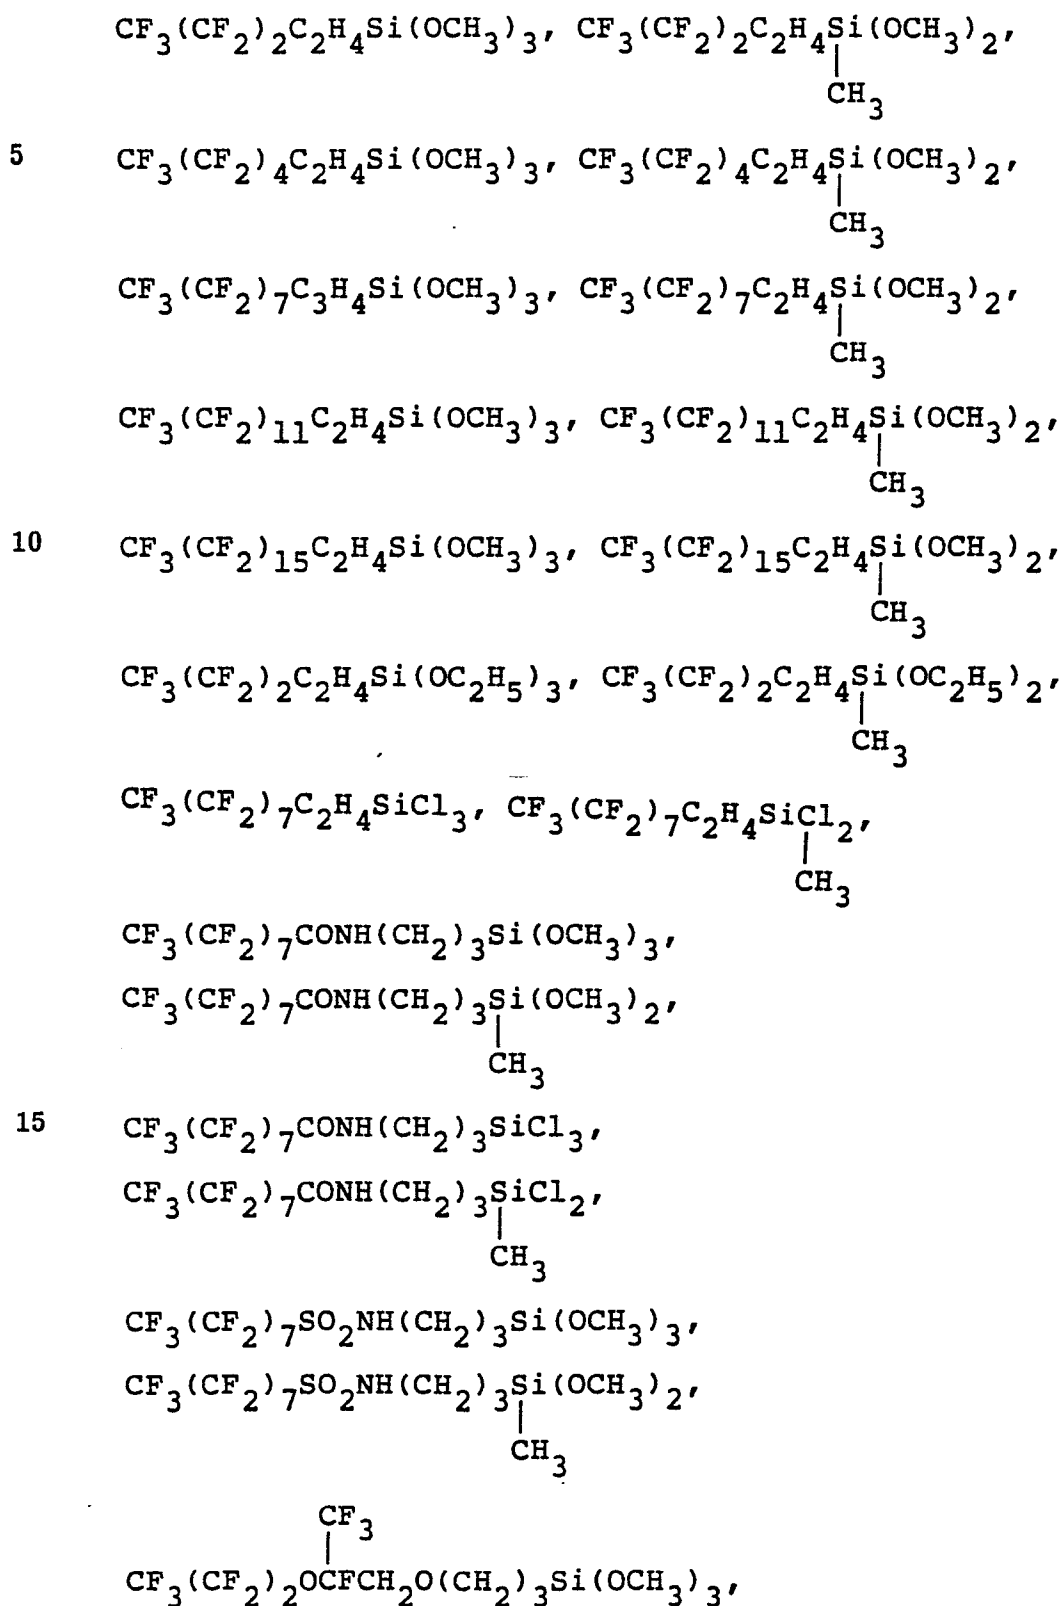 CF3(CF2)2C2H4Si(OCH3)3, CF3(CF2)2C2H4Si(OCH3)2,
CH3
5 CF3(CF2)4C2H4Si(OCH3)3, CF3(CF2)4C2H4Si(OCH3)2,
CH3
CF3(CF2)7C3H4Si(OCH3)3, CF3(CF2)7C2H4Si(OCH3)2,
CH3
CF3(CF2)11C2H4Si(OCH3)3, CF3(CF2)11C2H4Si(OCH3)2,
CH3
10 CF3(CF2)15C2H4Si(OCH3)3, CF3(CF2)15C2H4Si(OCH3)2,
CH3
CF3(CF2)2C2H4Si(OC2H5)3, CF3(CF2)2C2H4Si(OC2H5)2,
CH3
CF3(CF2)7C2H4SiCl3, CF3(CF2)7C2H4SiCl2,
CH3
CF3(CF2)7CONH(CH2)3Si(OCH3)3,
CF3(CF2)7CONH(CH2)3Si(OCH3)2,
CH3
15 CF3(CF2)7CONH(CH2)3SiCl3,
CF3(CF2)7CONH(CH2)3SiCl2,
CH3
CF3(CF2)7SO2NH(CH2)3Si(OCH3)3,
CF3(CF2)7SO2NH(CH2)3Si(OCH3)2,
CH3
CF3
CF3(CF2)2OCFCH2O(CH2)3Si(OCH3)3,